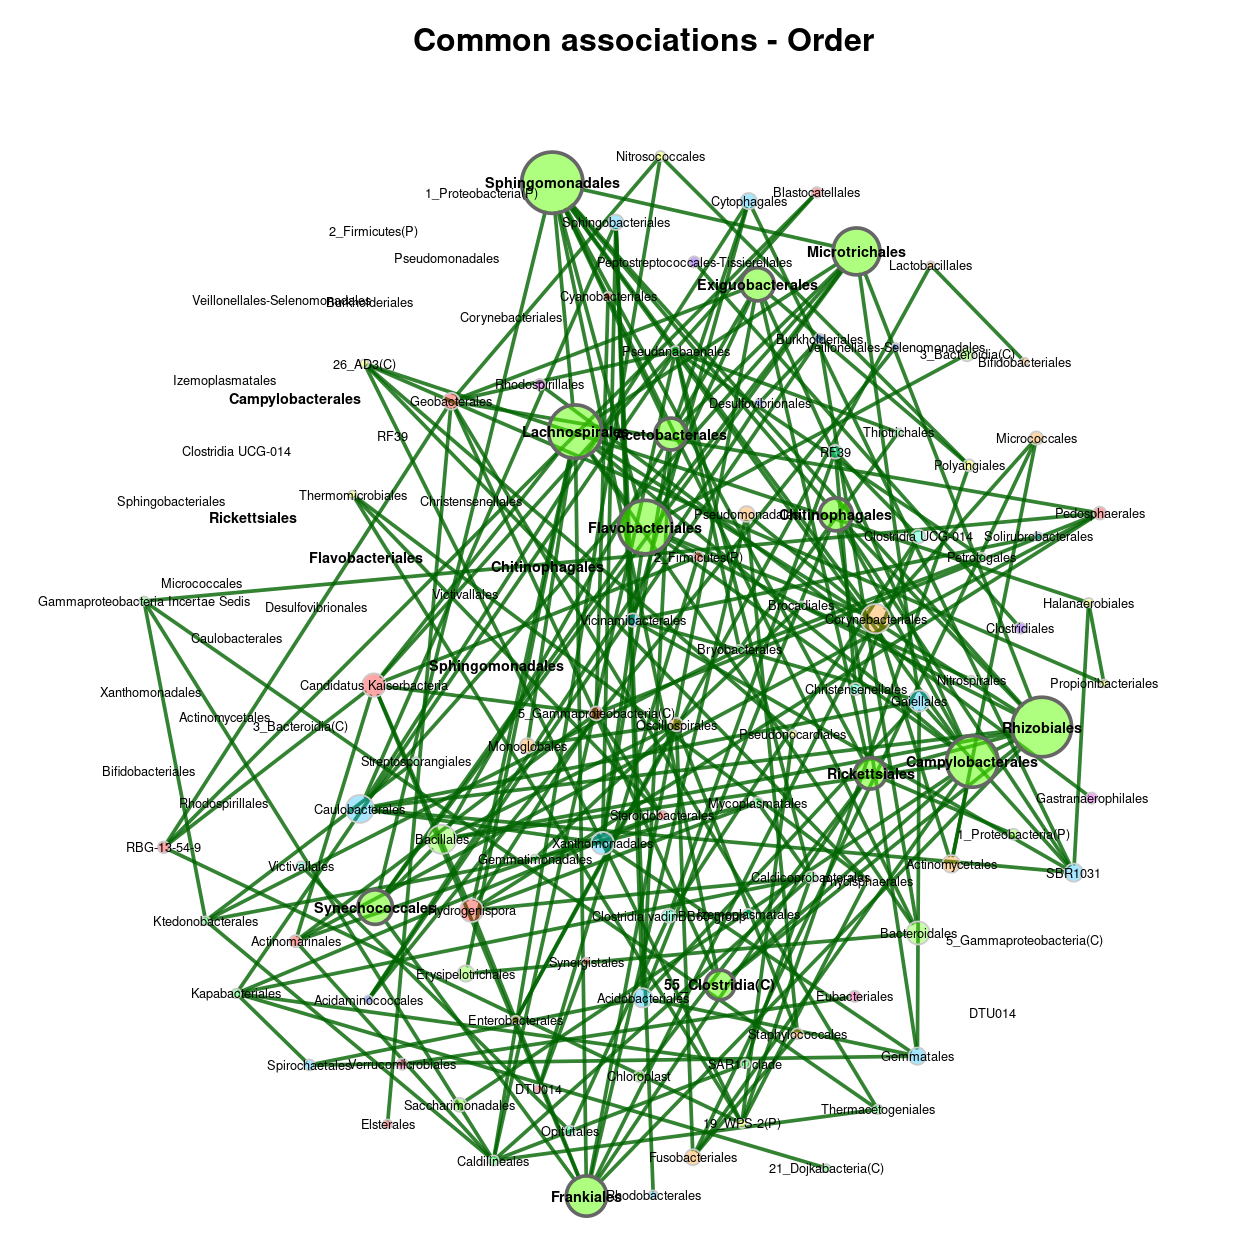 Common associations - Order
Nitrosococcales
Sphingomonadales
1_Proteobacteria(P)
Blastocatellales
Cytophagales
Sphingobacteriales
2_Firmicutes(P)
Pseudomonadales
Peptostreptococcales-Tissierellales
Microtrichales
Lactobacillales
Exiguobacterales
Veillonellales-Selenomonadales
Burkholderiales
Cyanobacteriales
Corynebacteriales
Burkholderiales
Veillonellales-Selenomonadales
Pseudanabaenales
3_Bacteroidia(C)
Bifidobacteriales
26_AD3(C)
Izemoplasmatales
Rhodospirillales
Campylobacterales
Geobacterales
Desulfovibrionales
RF39
Lachnospirales
Acetobacterales
Thiotrichales
Micrococcales
Clostridia UCG-014
RF39
Polyangiales
Thermomicrobiales
Sphingobacteriales
Christensenellales
Rickettsiales
Pseudomonadales
Chitinophagales
Pedosphaerales
Flavobacteriales
Clostridia UCG-014
Solirubrobacterales
Flavobacteriales
2_Firmicutes(P)
Petrotogales
Chitinophagales
Micrococcales
Gammaproteobacteria Incertae Sedis
Victivallales
Desulfovibrionales
Brocadiales
Halanaerobiales
Vicinamibacterales
Corynebacteriales
Clostridiales
Caulobacterales
Bryobacterales
Sphingomonadales
Candidatus Kaiserbacteria
Xanthomonadales
Christensenellales
Nitrospirales
Propionibacteriales
Gaiellales
Actinomycetales
3_Bacteroidia(C)
5_Gammaproteobacteria(C)
Oscillospirales
Rhizobiales
Pseudonocardiales
Monoglobales
Streptosporangiales
Campylobacterales
Bifidobacteriales
Rickettsiales
Rhodospirillales
Caulobacterales
Mycoplasmatales
Gastranaerophilales
Steroidobacterales
RBG-13-54-9
Bacillales
Xanthomonadales
1_Proteobacteria(P)
Victivallales
Gemmatimonadales
Actinomycetales
SBR1031
Caldicoprobacterales
Phycisphaerales
Synechococcales
Hydrogenispora
Ktedonobacterales
Clostridia vadinBB60 group
Izemoplasmatales
Actinomarinales
Bacteroidales
5_Gammaproteobacteria(C)
Synergistales
Erysipelotrichales
55_Clostridia(C)
Kapabacteriales
Acidaminococcales
Acidobacteriales
Eubacteriales
DTU014
Enterobacterales
Staphylococcales
Gemmatales
Spirochaetales
Verrucomicrobiales
SAR11 clade
Chloroplast
DTU014
Saccharimonadales
Thermacetogeniales
Elsterales
Opitutales
19_WPS-2(P)
Caldilineales
Fusobacteriales
21_Dojkabacteria(C)
Frankiales
Rhodobacterales